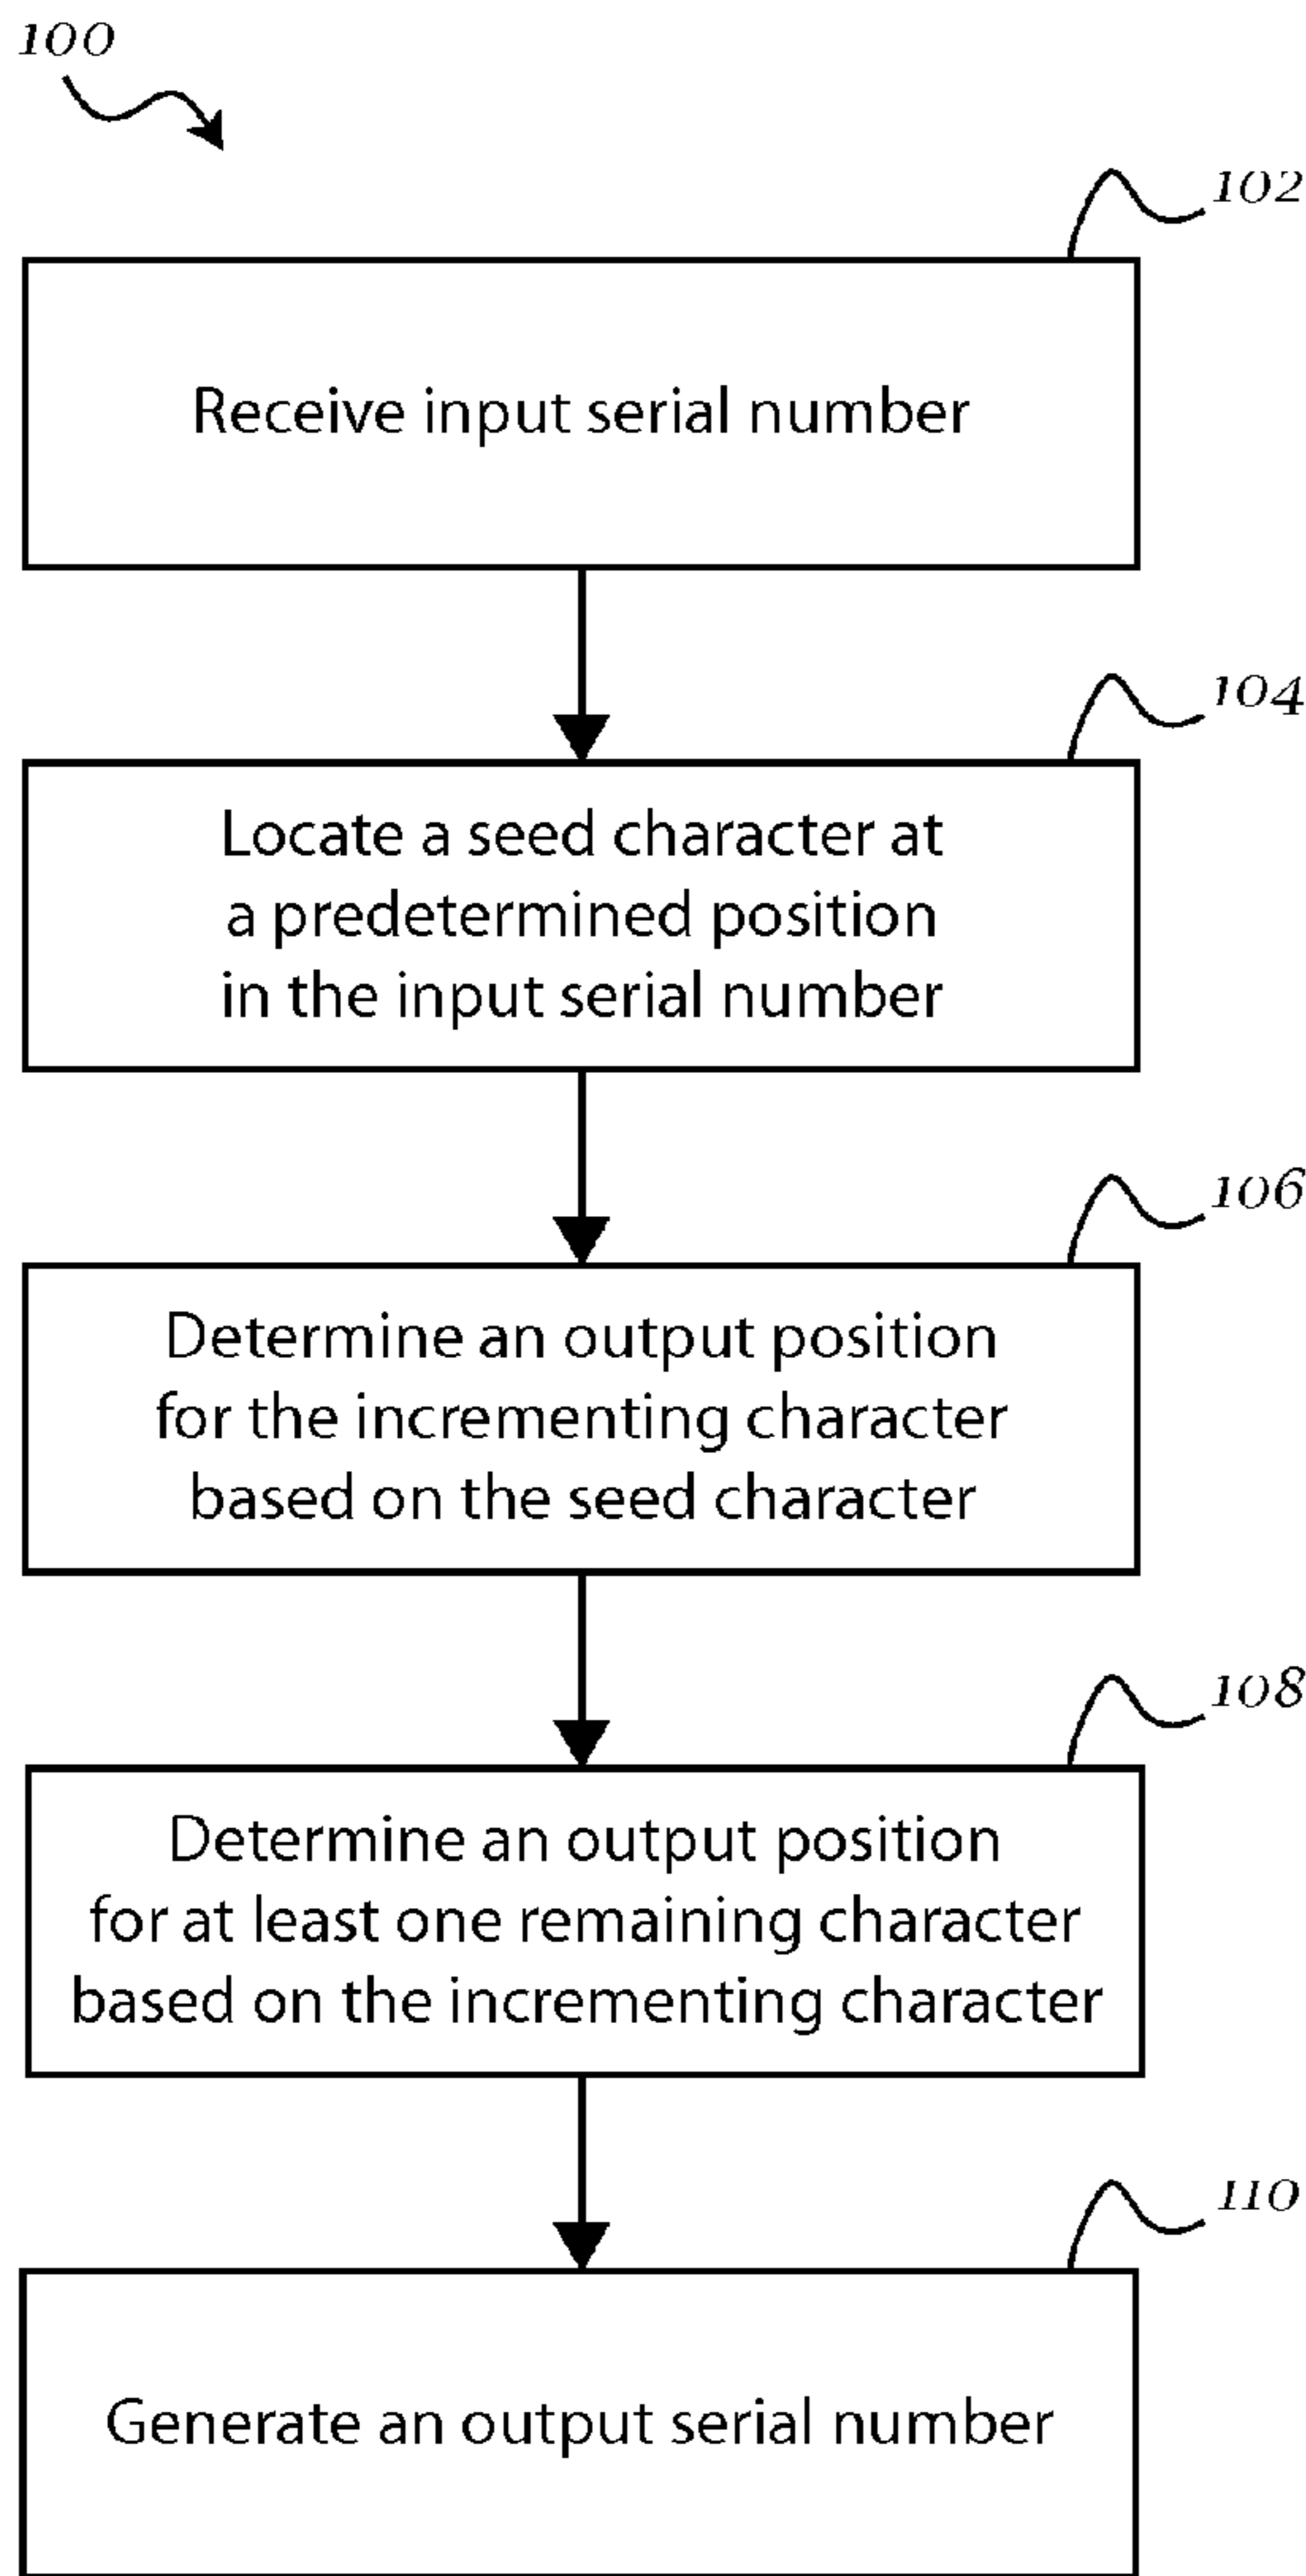 100
102
Receive input serial number
104
Locate a seed character at
a predetermined position
in the input serial number
106
Determine an output position
for the incrementing character
based on the seed character
108
Determine an output position
for at least one remaining character
based on the incrementing character
110
Generate an output serial number